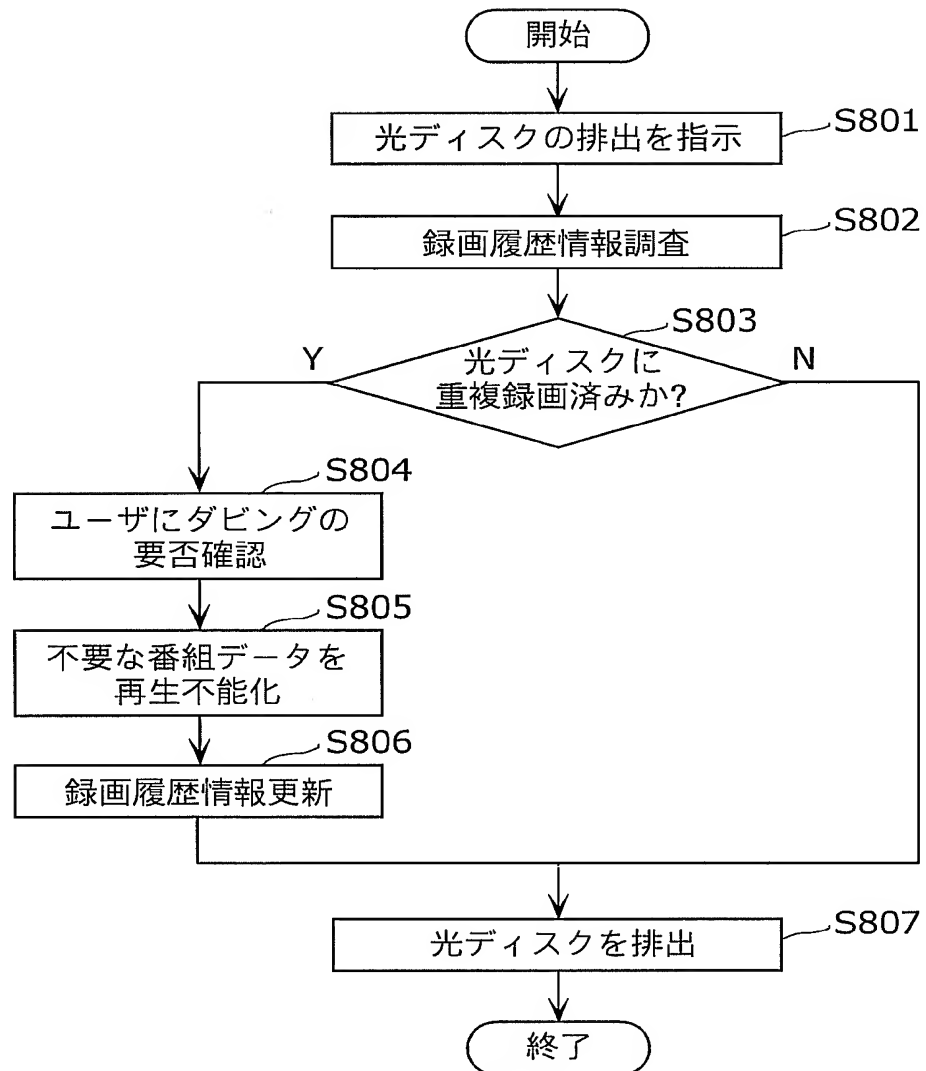 開始
光ディスクの排出を指示
S801
録画履歴情報調査
S802
S803
Y
光ディスクに
重複録画済みか?
N
S804
ユーザにダビングの
要否確認
S805
不要な番組データを
再生不能化
S806
録画履歴情報更新
光ディスクを排出
S807
終了